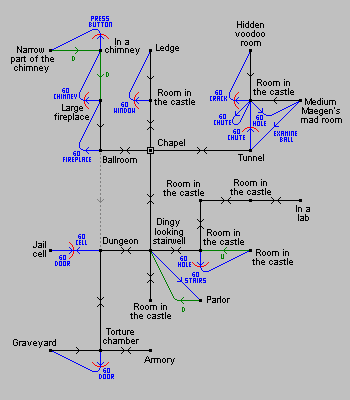 PRESS
BUTTON
Hidden
voodoo
room
Narrow
part of the
chimney
In a
chimney
Ledge
D
GO
CHIMNEY
Large
fireplace
GO
WINDOW
Room in
the castle
GO
CRACK
Room in
the castle
GO
CHUTE
GO
HOLE
GO
CHUTE
Medium
Maegen's
mad room
EXAMINE
BALL
GO
FIREPLACE
Ballroom
Chapel
Tunnel
Room in
the castle
Room in
the castle
In a
lab
Jail
cell
GO
CELL
GO
DOOR
Dungeon
Dingy
looking
stairwell
Room in
the castle
GO
HOLE
U
Room in
the castle
GO
STAIRS
D
Room in
the castle
Parlor
Graveyard
Torture
chamber
GO
DOOR
Armory